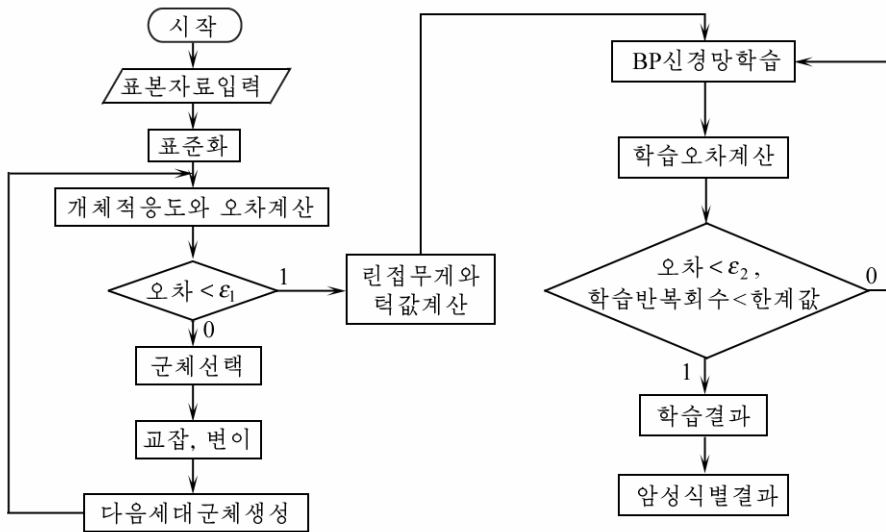 시작
표본자료입력
표준화
개체적응도와 오차계산
오차<ε₁
1
0
군체선택
교잡, 변이
다음세대군체생성
린접무게와
턱값계산
BP신경망학습
학습오차계산
오차<ε₂,
학습반복회수<한계값
0
1
학습결과
암성식별결과